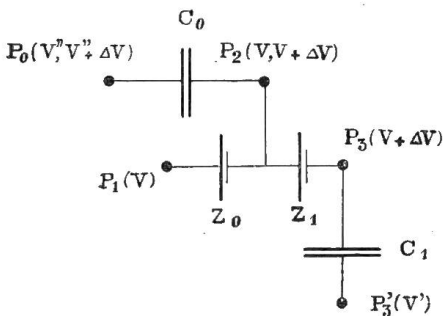 C₀
P₀(V″,V″+ΔV) P₂(V,V+ΔV)
P₁(V) P₃(V+ΔV)
Z₀ Z₁
C₁
P₃′(V′)